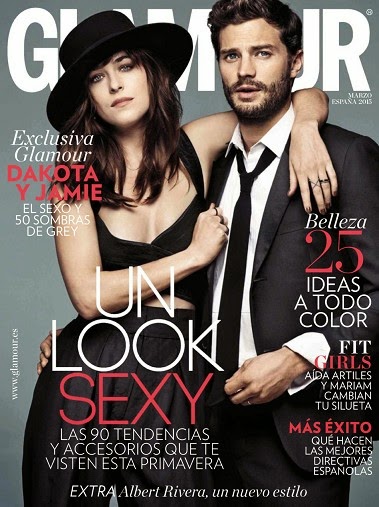 GLAMOUR
MARZO
ESPAÑA 2015
Exclusiva
Glamour
DAKOTA
Y JAMIE
EL SEXO Y
50 SOMBRAS
DE GREY
Belleza
25
IDEAS
A TODO
COLOR
UN
LOOK
SEXY
LAS 90 TENDENCIAS
Y ACCESORIOS QUE TE
VISTEN ESTA PRIMAVERA
FIT
GIRLS
AÍDA ARTILES
Y MARIAM
CAMBIAN
TU SILUETA
MÁS ÉXITO
QUÉ HACEN
LAS MEJORES
DIRECTIVAS
ESPAÑOLAS
www.glamour.es
EXTRA Albert Rivera, un nuevo estilo